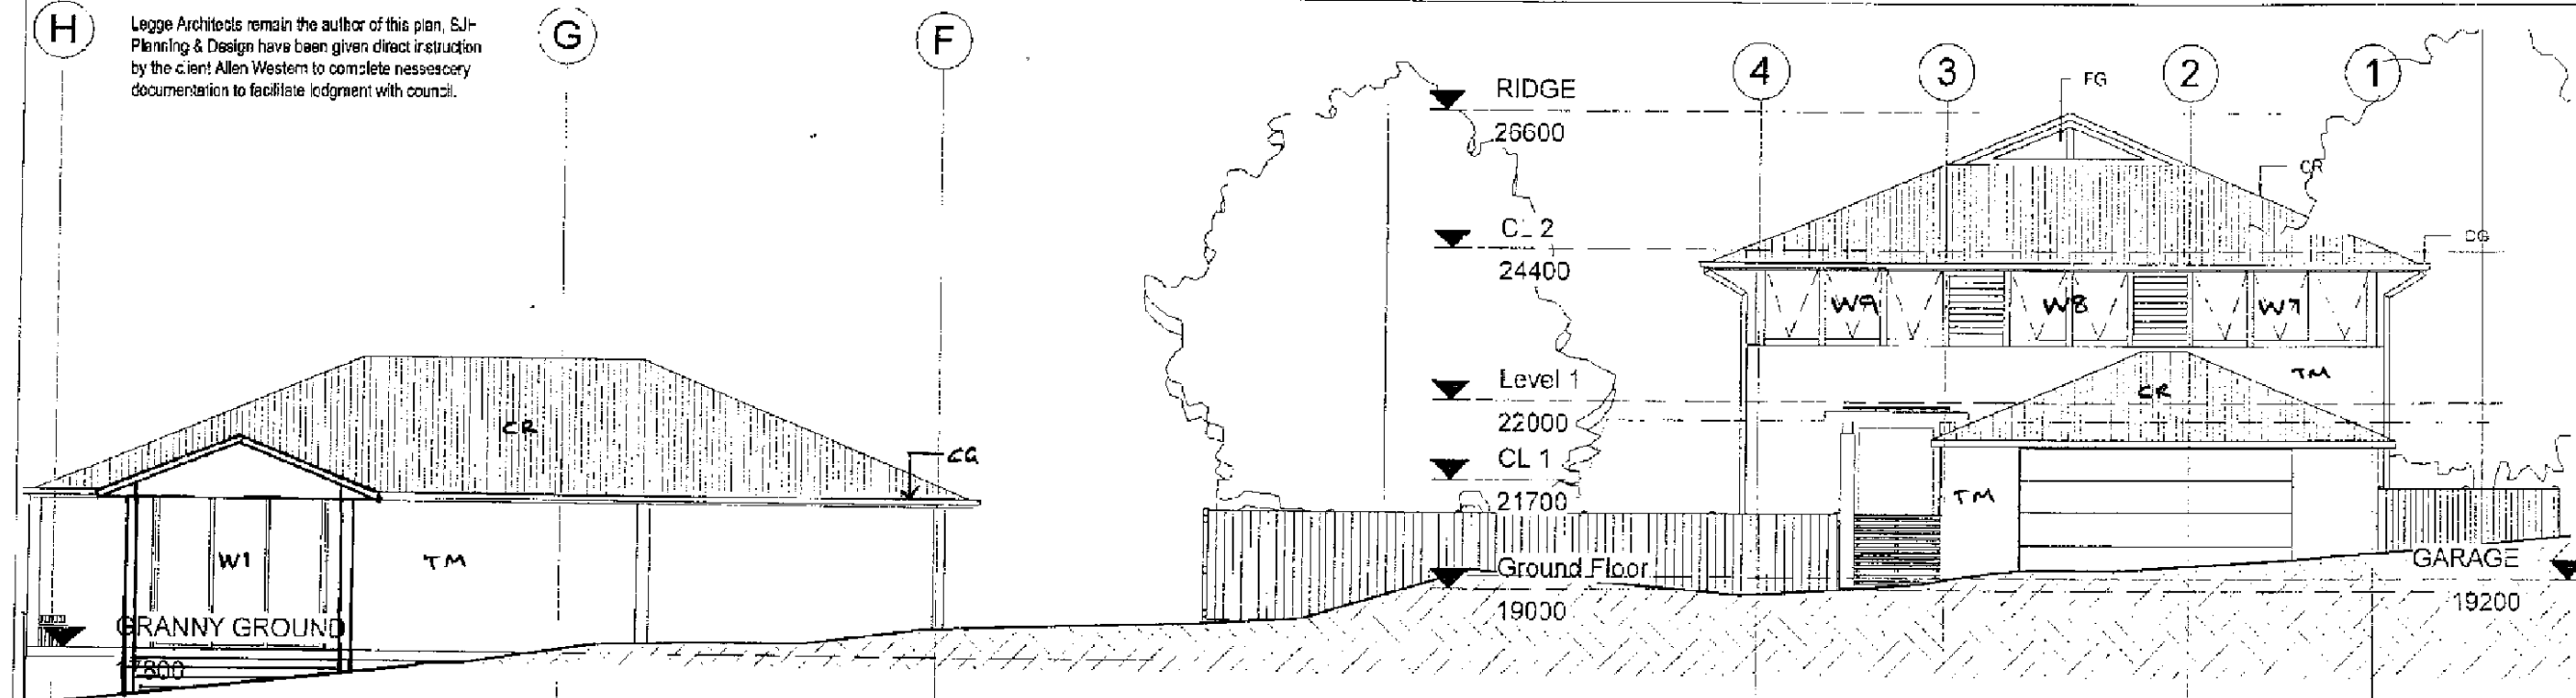 H
Legge Architects remain the author of this plan, SJH
Planning & Design have been given direct instruction
by the client Allen Western to complete nessescery
documentation to facilitate lodgment with council.
G
F
RIDGE
26600
4
3
FG
2
1
CR
CL 2
24400
CG
W9
W8
W7
Level 1
22000
TM
CR
CR
CG
CL 1
21700
TM
W1
TM
Ground Floor
19000
GARAGE
19200
GRANNY GROUND
17800